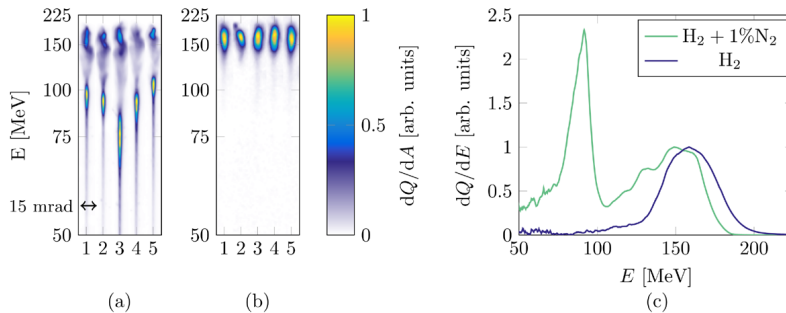 225
150
100
75
50
E [MeV]
15 mrad
1 2 3 4 5
(a)
225
150
100
75
50
1 2 3 4 5
(b)
1
0.5
0
dQ/dA [arb. units]
2.5
2
1.5
1
0.5
0
dQ/dE [arb. units]
H₂ + 1%N₂
H₂
50 100 150 200
E [MeV]
(c)